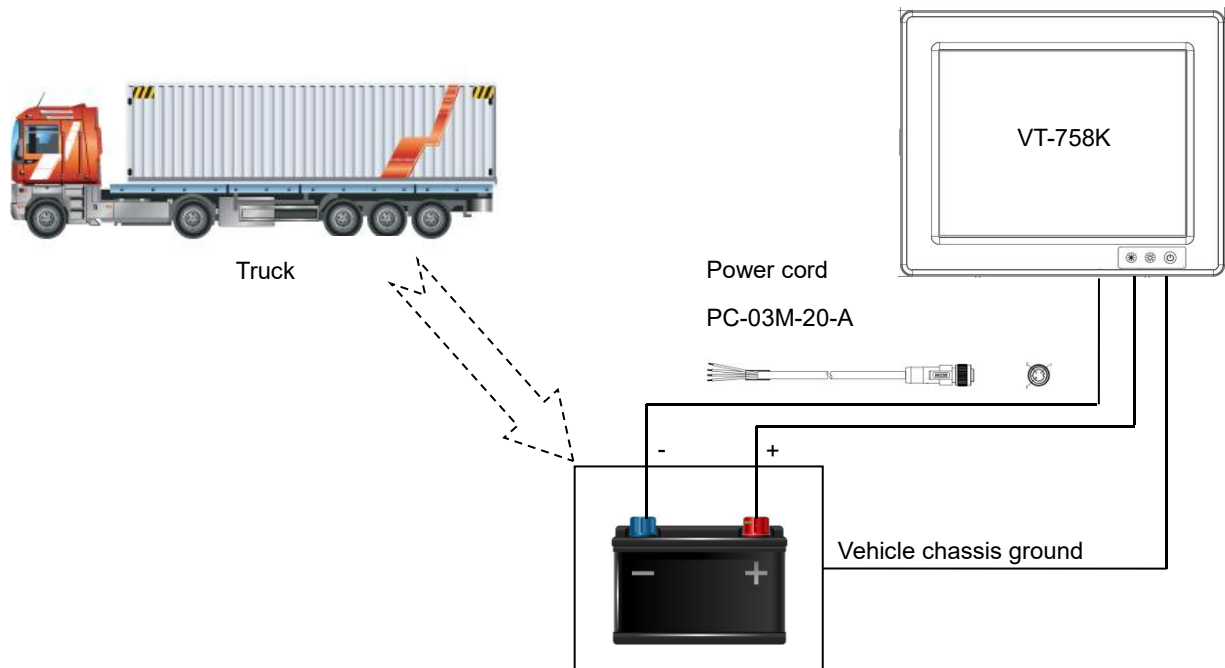 VT-758K
Truck
Power cord
PC-03M-20-A
- +
Vehicle chassis ground
− +